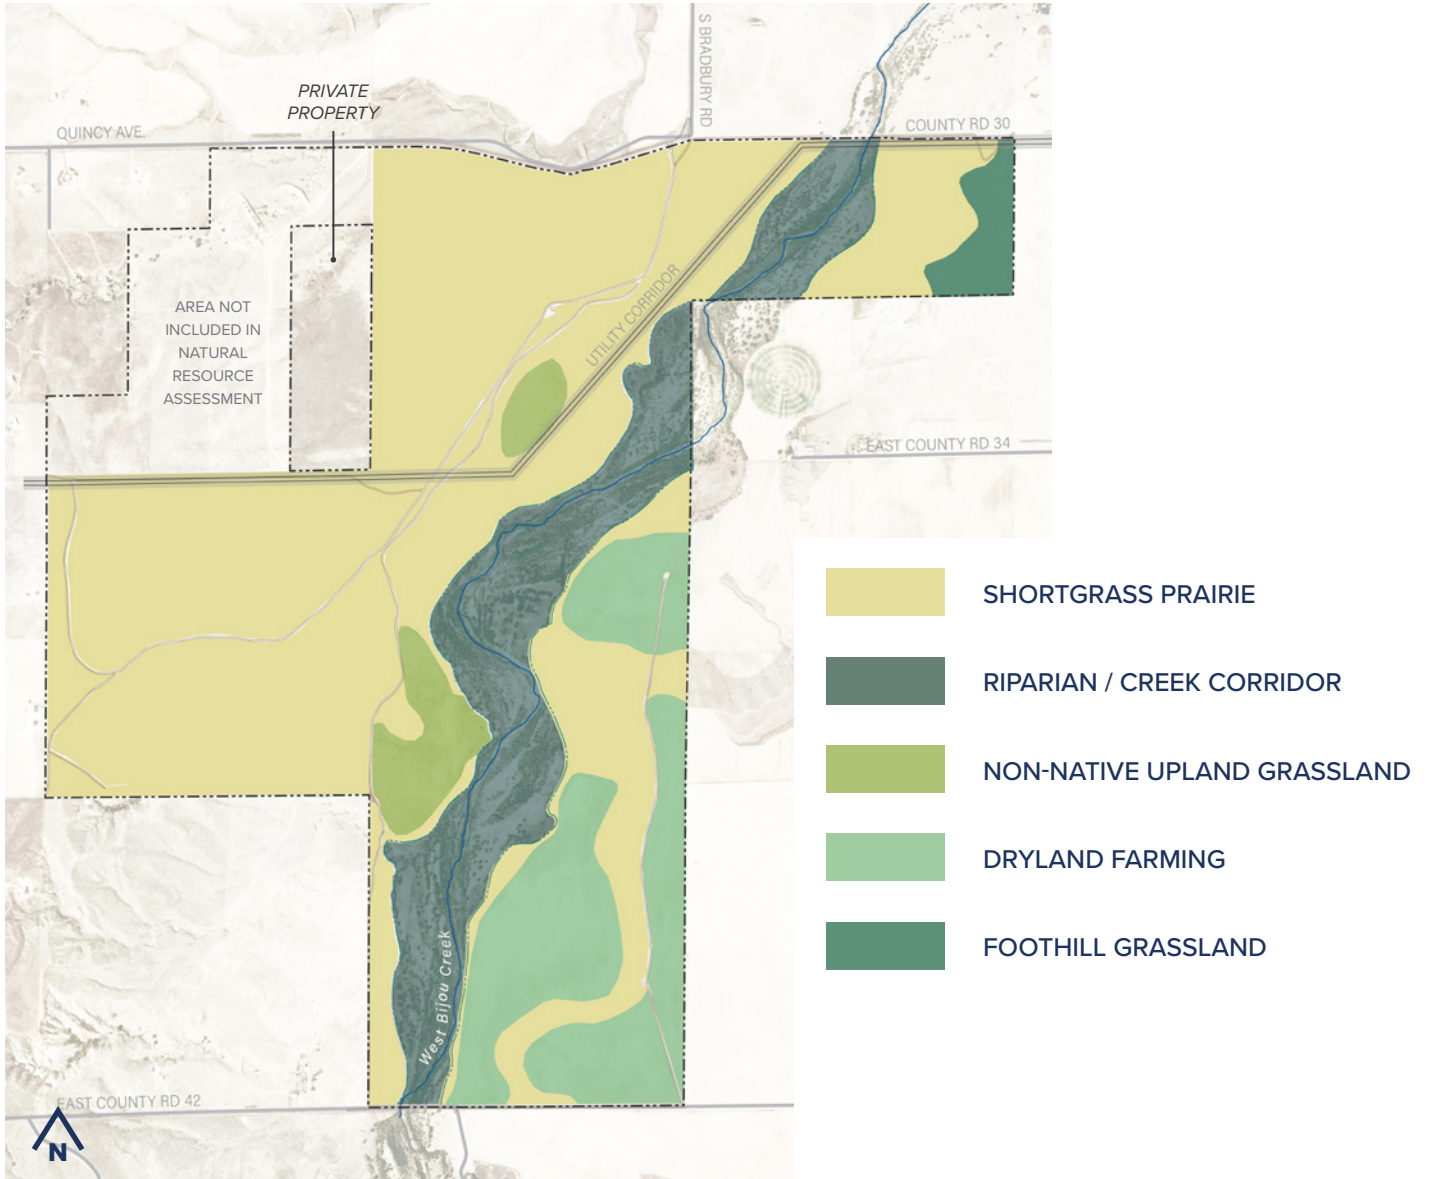 S BRADBURY RD
PRIVATE
PROPERTY
QUINCY AVE.
COUNTY RD 30
AREA NOT
INCLUDED IN
NATURAL
RESOURCE
ASSESSMENT
UTILITY CORRIDOR
EAST COUNTY RD 34
SHORTGRASS PRAIRIE
RIPARIAN / CREEK CORRIDOR
NON-NATIVE UPLAND GRASSLAND
DRYLAND FARMING
FOOTHILL GRASSLAND
West Bijou Creek
EAST COUNTY RD 42
N